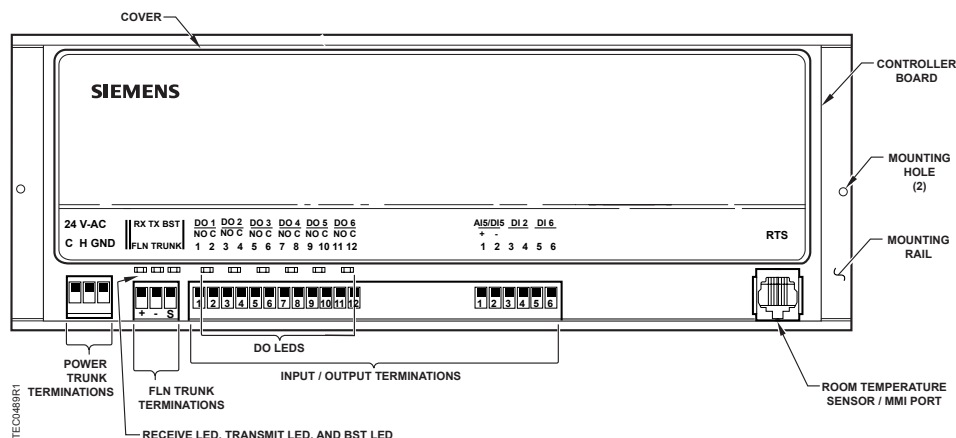 COVER
CONTROLLER
BOARD
SIEMENS
MOUNTING
HOLE
(2)
24 V-AC
C H GND
RX TX BST
FLN TRUNK
DO 1 DO 2 DO 3 DO 4 DO 5 DO 6
NO C NO C NO C NO C NO C NO C
1 2 3 4 5 6 7 8 9 10 11 12
AI5/DI5 DI 2 DI 6
+ -
1 2 3 4 5 6
RTS
MOUNTING
RAIL
+ - S
1 2 3 4 5 6 7 8 9 10 11 12
1 2 3 4 5 6
DO LEDS
POWER
TRUNK
TERMINATIONS
INPUT / OUTPUT TERMINATIONS
FLN TRUNK
TERMINATIONS
ROOM TEMPERATURE
SENSOR / MMI PORT
TEC0489R1
RECEIVE LED, TRANSMIT LED, AND BST LED